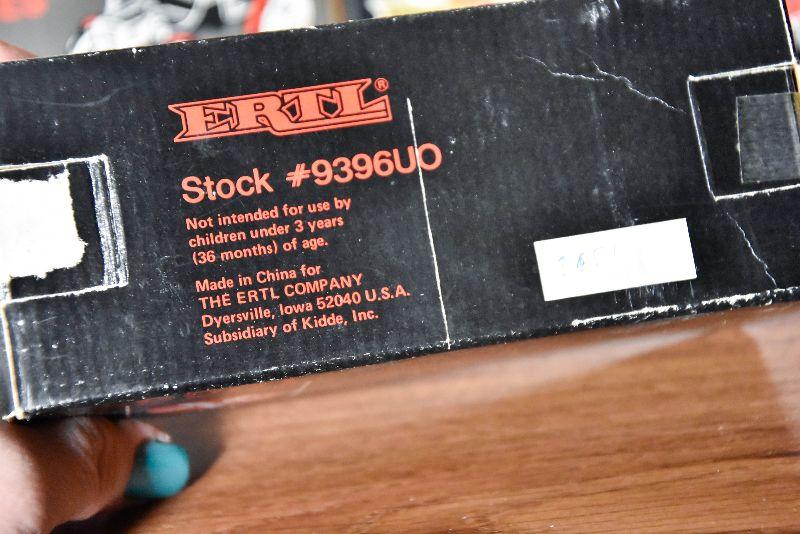 ERTL®
Stock #9396UO
Not intended for use by
children under 3 years
(36 months) of age.
Made in China for
THE ERTL COMPANY
Dyersville, Iowa 52040 U.S.A.
Subsidiary of Kidde, Inc.